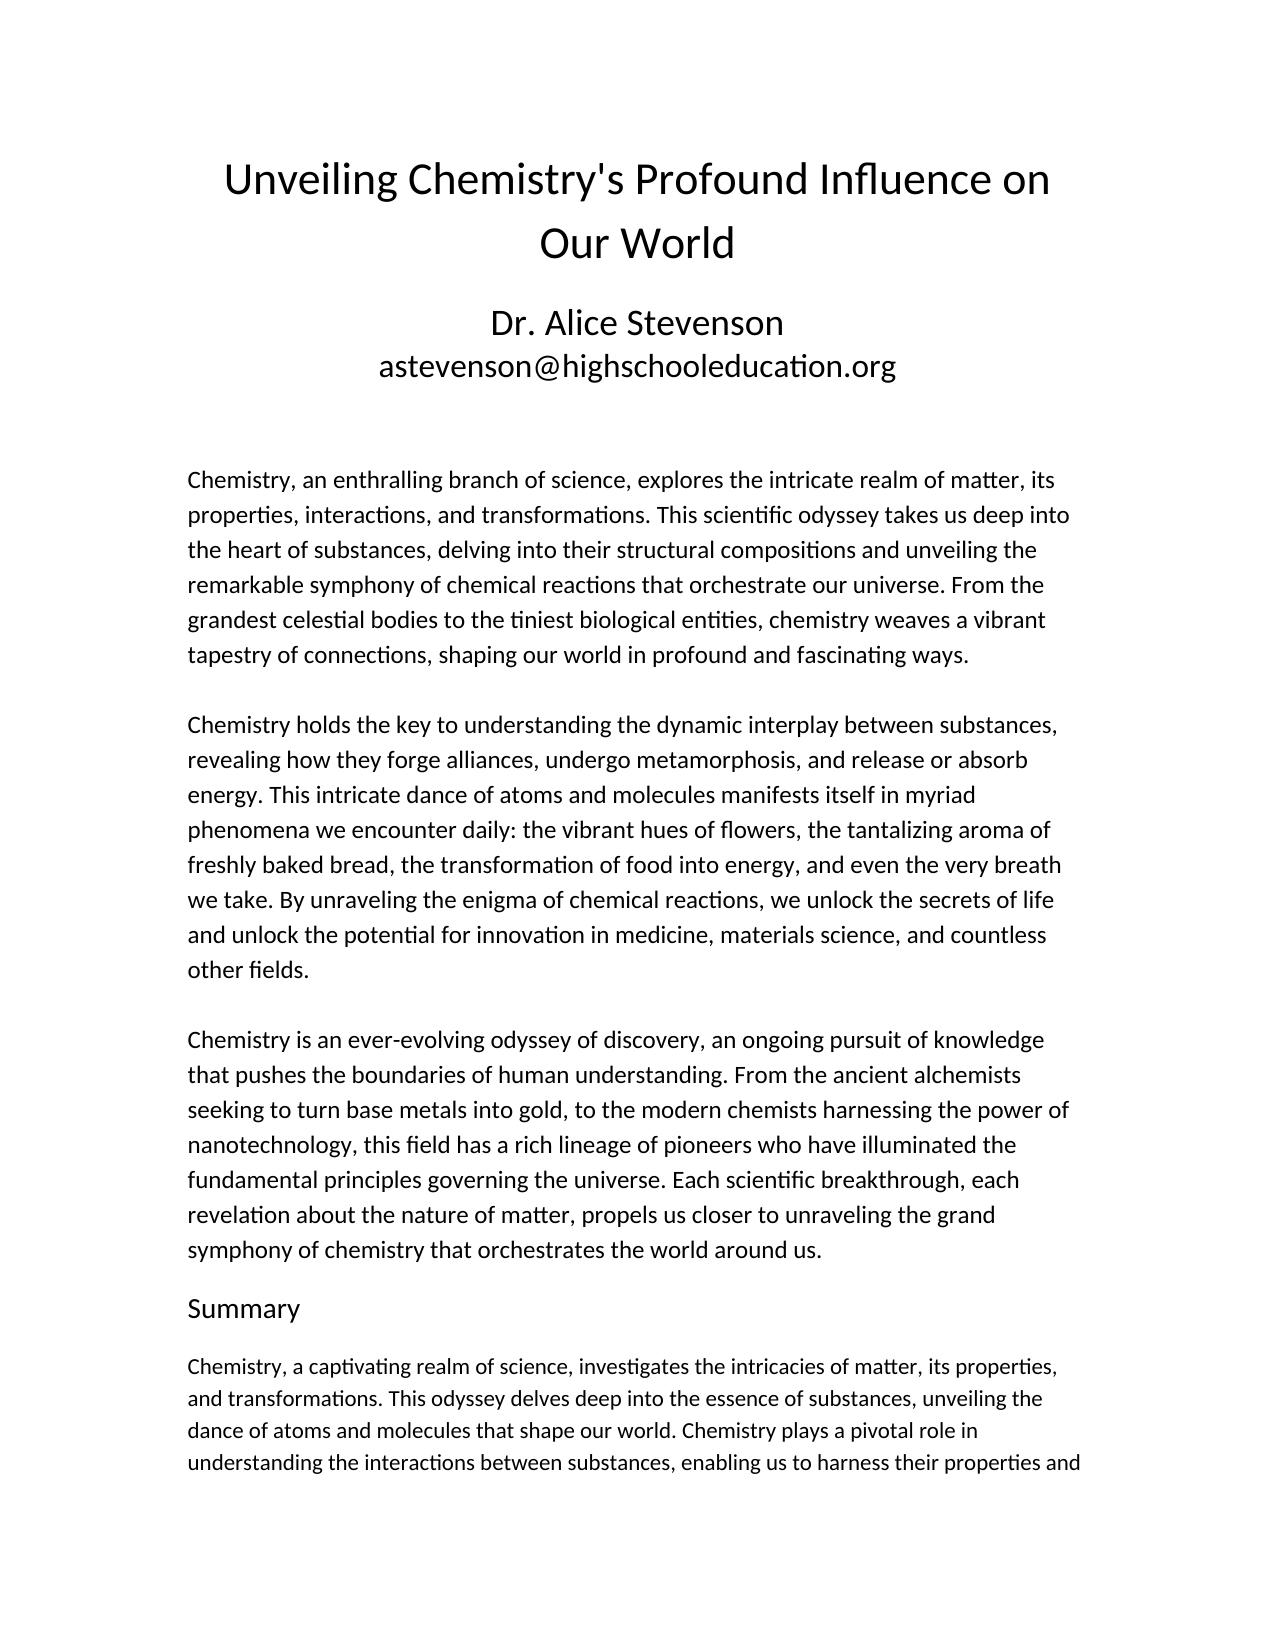 Unveiling Chemistry's Profound Influence on
Our World
Dr. Alice Stevenson
astevenson@highschooleducation.org
Chemistry, an enthralling branch of science, explores the intricate realm of matter, its
properties, interactions, and transformations. This scientific odyssey takes us deep into
the heart of substances, delving into their structural compositions and unveiling the
remarkable symphony of chemical reactions that orchestrate our universe. From the
grandest celestial bodies to the tiniest biological entities, chemistry weaves a vibrant
tapestry of connections, shaping our world in profound and fascinating ways.
Chemistry holds the key to understanding the dynamic interplay between substances,
revealing how they forge alliances, undergo metamorphosis, and release or absorb
energy. This intricate dance of atoms and molecules manifests itself in myriad
phenomena we encounter daily: the vibrant hues of flowers, the tantalizing aroma of
freshly baked bread, the transformation of food into energy, and even the very breath
we take. By unraveling the enigma of chemical reactions, we unlock the secrets of life
and unlock the potential for innovation in medicine, materials science, and countless
other fields.
Chemistry is an ever-evolving odyssey of discovery, an ongoing pursuit of knowledge
that pushes the boundaries of human understanding. From the ancient alchemists
seeking to turn base metals into gold, to the modern chemists harnessing the power of
nanotechnology, this field has a rich lineage of pioneers who have illuminated the
fundamental principles governing the universe. Each scientific breakthrough, each
revelation about the nature of matter, propels us closer to unraveling the grand
symphony of chemistry that orchestrates the world around us.
Summary
Chemistry, a captivating realm of science, investigates the intricacies of matter, its properties,
and transformations. This odyssey delves deep into the essence of substances, unveiling the
dance of atoms and molecules that shape our world. Chemistry plays a pivotal role in
understanding the interactions between substances, enabling us to harness their properties and